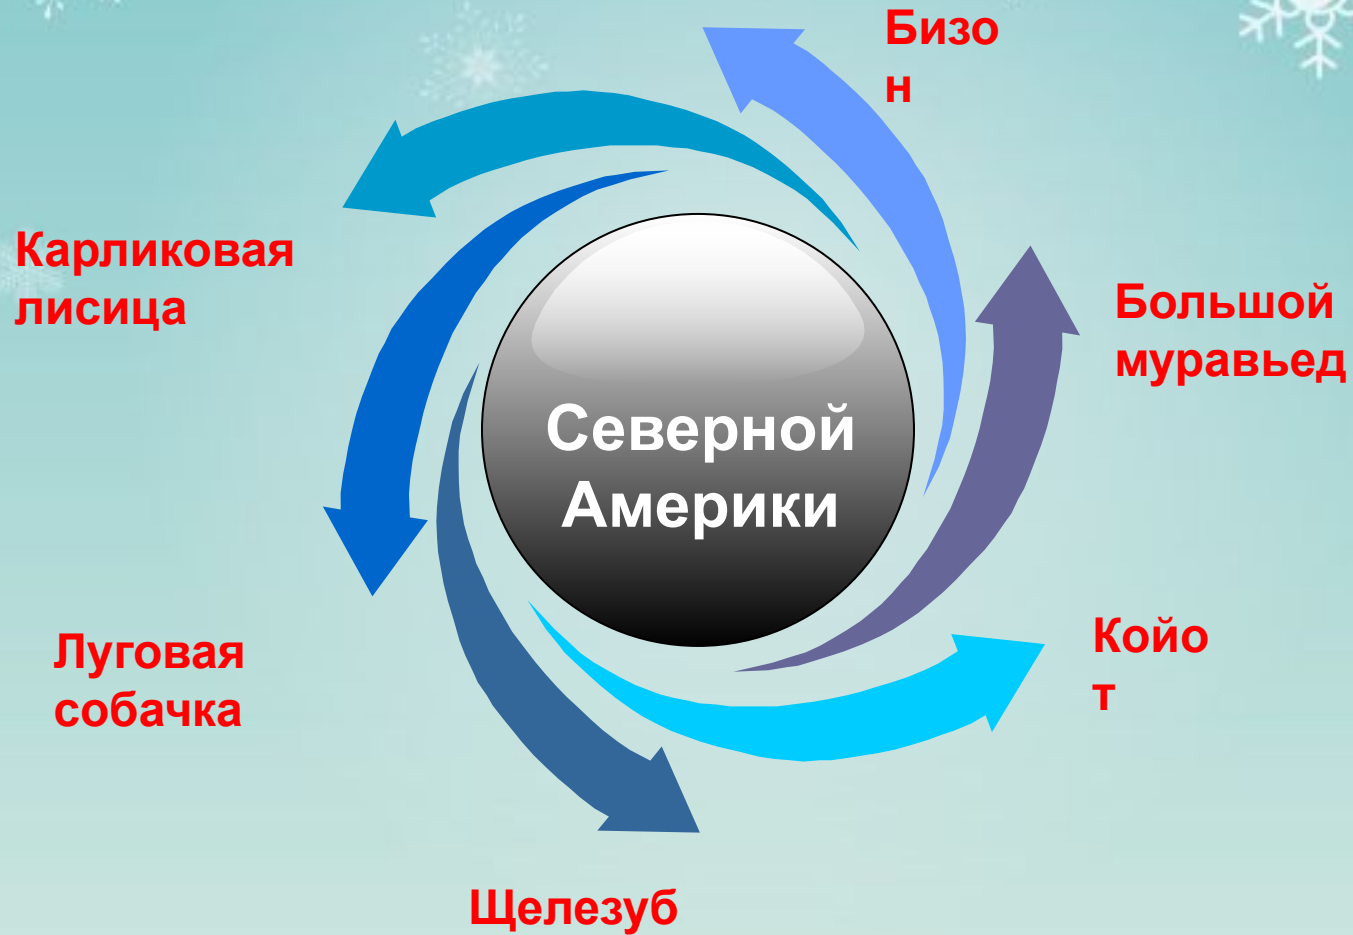 Бизо
н
Карликовая
лисица
Большой
муравьед
Северной
Америки
Луговая
собачка
Койо
т
Щелезуб